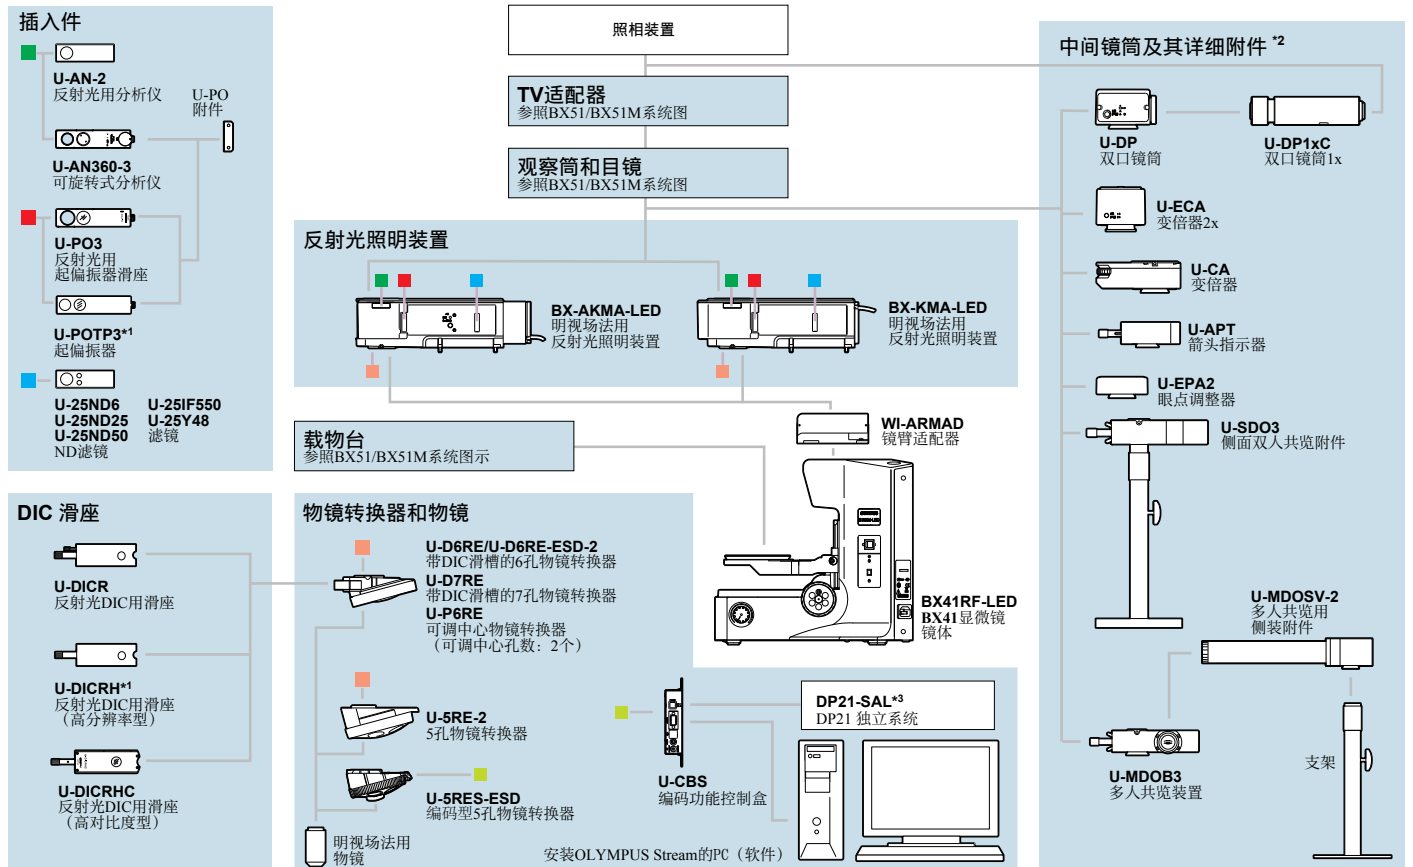 插入件
U-AN-2
反射光用分析仪
U-PO
附件
U-AN360-3
可旋转式分析仪
U-PO3
反射光用
起偏振器滑座
U-POTP3*1
起偏振器
U-25ND6 U-25IF550
U-25ND25 U-25Y48
U-25ND50 滤镜
ND滤镜
照相装置
TV适配器
参照BX51/BX51M系统图
观察筒和目镜
参照BX51/BX51M系统图
反射光照明装置
BX-AKMA-LED
明视场法用
反射光照明装置
BX-KMA-LED
明视场法用
反射光照明装置
载物台
参照BX51/BX51M系统图示
WI-ARMAD
镜臂适配器
BX41RF-LED
BX41显微镜
镜体
中间镜筒及其详细附件 *2
U-DP
双口镜筒
U-DP1xC
双口镜筒1x
U-ECA
变倍器2x
U-CA
变倍器
U-APT
箭头指示器
U-EPA2
眼点调整器
U-SDO3
侧面双人共览附件
U-MDOSV-2
多人共览用
侧装附件
U-MDOB3
多人共览装置
支架
DIC 滑座
U-DICR
反射光DIC用滑座
U-DICRH*1
反射光DIC用滑座
（高分辨率型）
U-DICRHC
反射光DIC用滑座
（高对比度型）
物镜转换器和物镜
U-D6RE/U-D6RE-ESD-2
带DIC滑槽的6孔物镜转换器
U-D7RE
带DIC滑槽的7孔物镜转换器
U-P6RE
可调中心物镜转换器
（可调中心孔数：2个）
U-5RE-2
5孔物镜转换器
U-5RES-ESD
编码型5孔物镜转换器
明视场法用
物镜
U-CBS
编码功能控制盒
DP21-SAL*3
DP21 独立系统
安装OLYMPUS Stream的PC（软件）